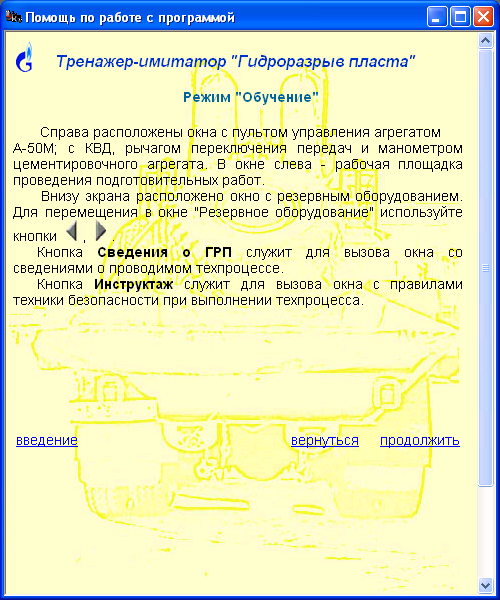 Помощь по работе с программой
Тренажер-имитатор "Гидроразрыв пласта"
Режим "Обучение"
Справа расположены окна с пультом управления агрегатом
А-50М; с КВД, рычагом переключения передач и манометром
цементировочного агрегата. В окне слева - рабочая площадка
проведения подготовительных работ.
Внизу экрана расположено окно с резервным оборудованием.
Для перемещения в окне "Резервное оборудование" используйте
кнопки , .
Кнопка Сведения о ГРП служит для вызова окна со
сведениями о проводимом техпроцессе.
Кнопка Инструктаж служит для вызова окна с правилами
техники безопасности при выполнении техпроцесса.
введение вернуться продолжить